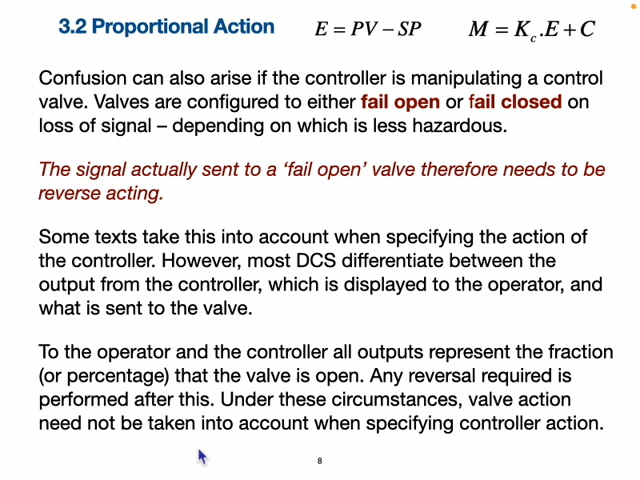 3.2 Proportional Action
E = PV − SP
M = Kc.E + C
Confusion can also arise if the controller is manipulating a control
valve. Valves are configured to either fail open or fail closed on
loss of signal – depending on which is less hazardous.
The signal actually sent to a ‘fail open’ valve therefore needs to be
reverse acting.
Some texts take this into account when specifying the action of
the controller. However, most DCS differentiate between the
output from the controller, which is displayed to the operator, and
what is sent to the valve.
To the operator and the controller all outputs represent the fraction
(or percentage) that the valve is open. Any reversal required is
performed after this. Under these circumstances, valve action
need not be taken into account when specifying controller action.
8